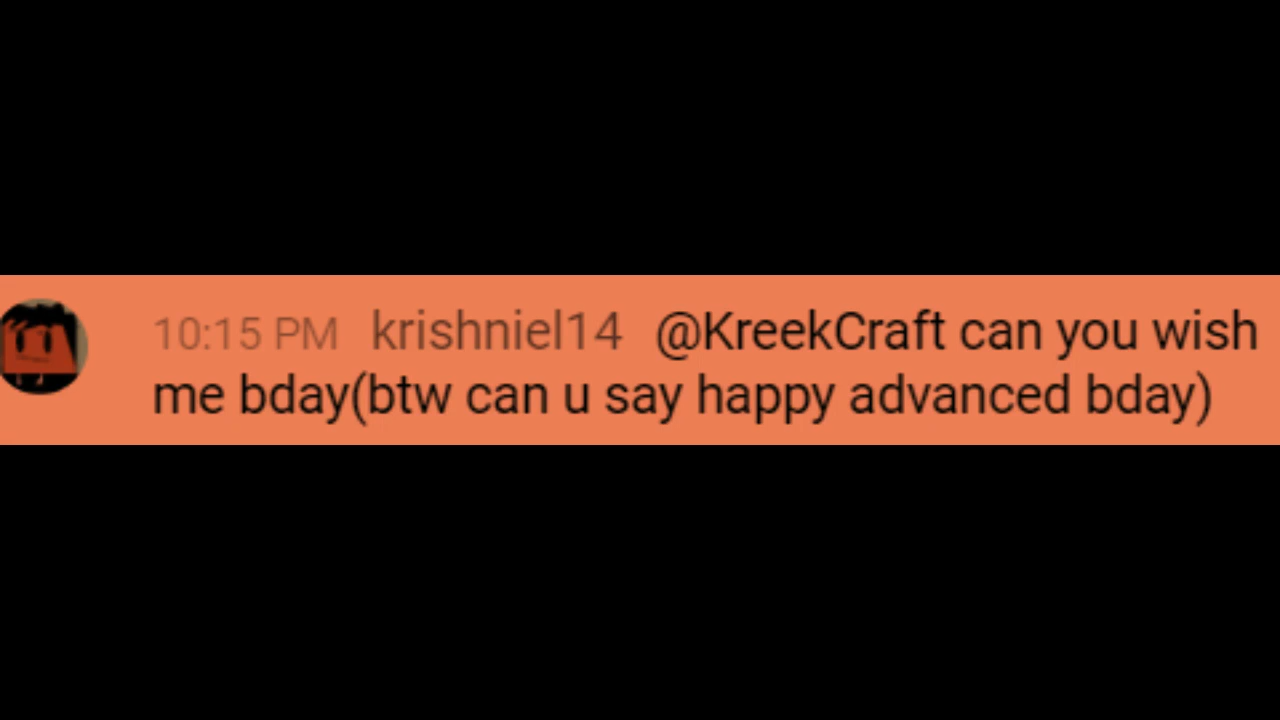 10:15 PM krishniel14 @KreekCraft can you wish
me bday(btw can u say happy advanced bday)